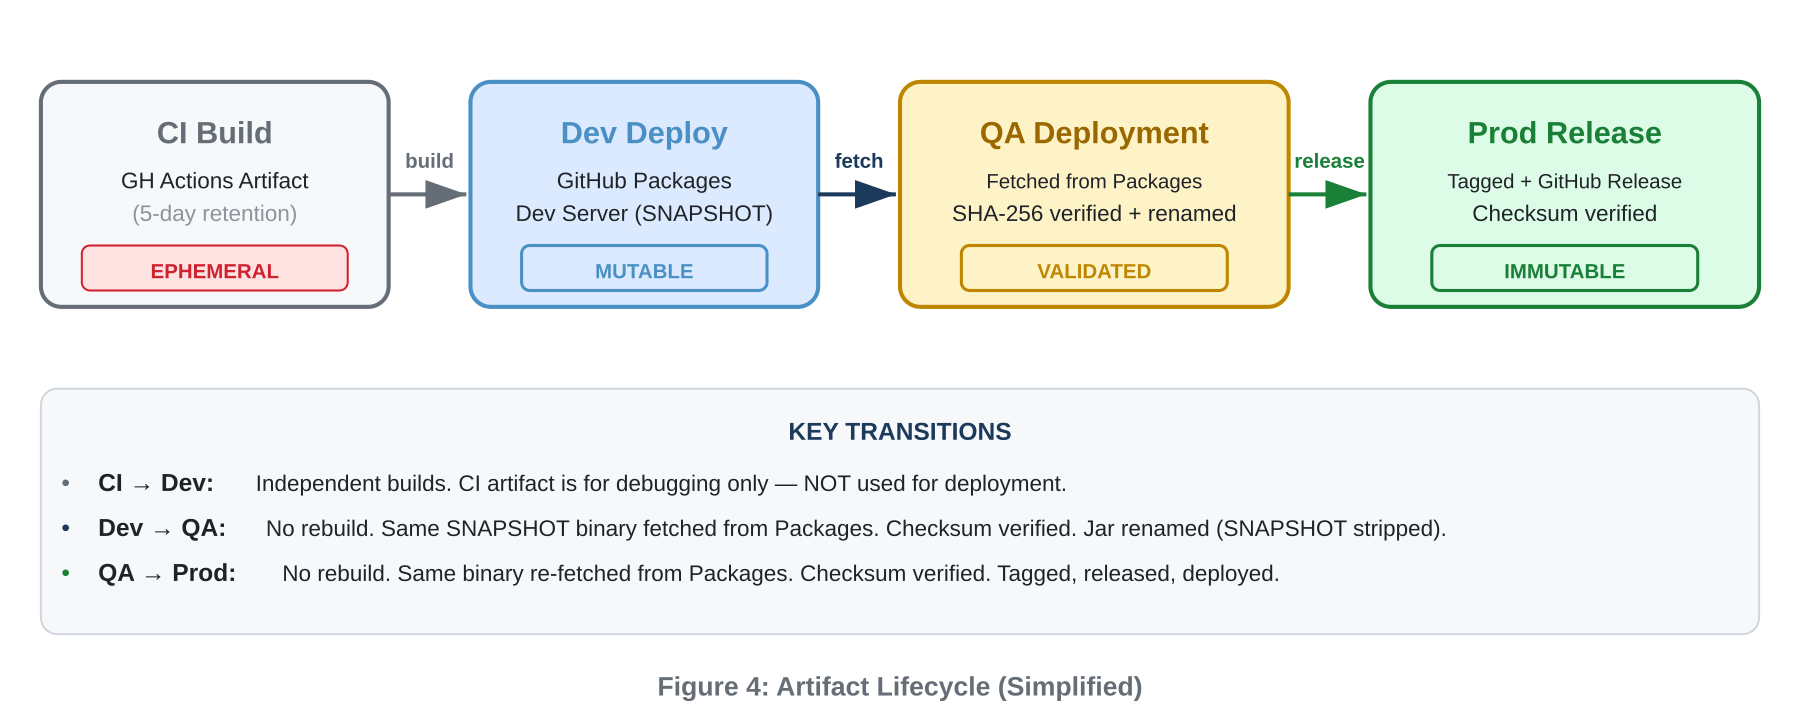 CI Build
GH Actions Artifact
(5-day retention)
EPHEMERAL
build
Dev Deploy
GitHub Packages
Dev Server (SNAPSHOT)
MUTABLE
fetch
QA Deployment
Fetched from Packages
SHA-256 verified + renamed
VALIDATED
release
Prod Release
Tagged + GitHub Release
Checksum verified
IMMUTABLE
KEY TRANSITIONS
• CI → Dev: Independent builds. CI artifact is for debugging only — NOT used for deployment.
• Dev → QA: No rebuild. Same SNAPSHOT binary fetched from Packages. Checksum verified. Jar renamed (SNAPSHOT stripped).
• QA → Prod: No rebuild. Same binary re-fetched from Packages. Checksum verified. Tagged, released, deployed.
Figure 4: Artifact Lifecycle (Simplified)